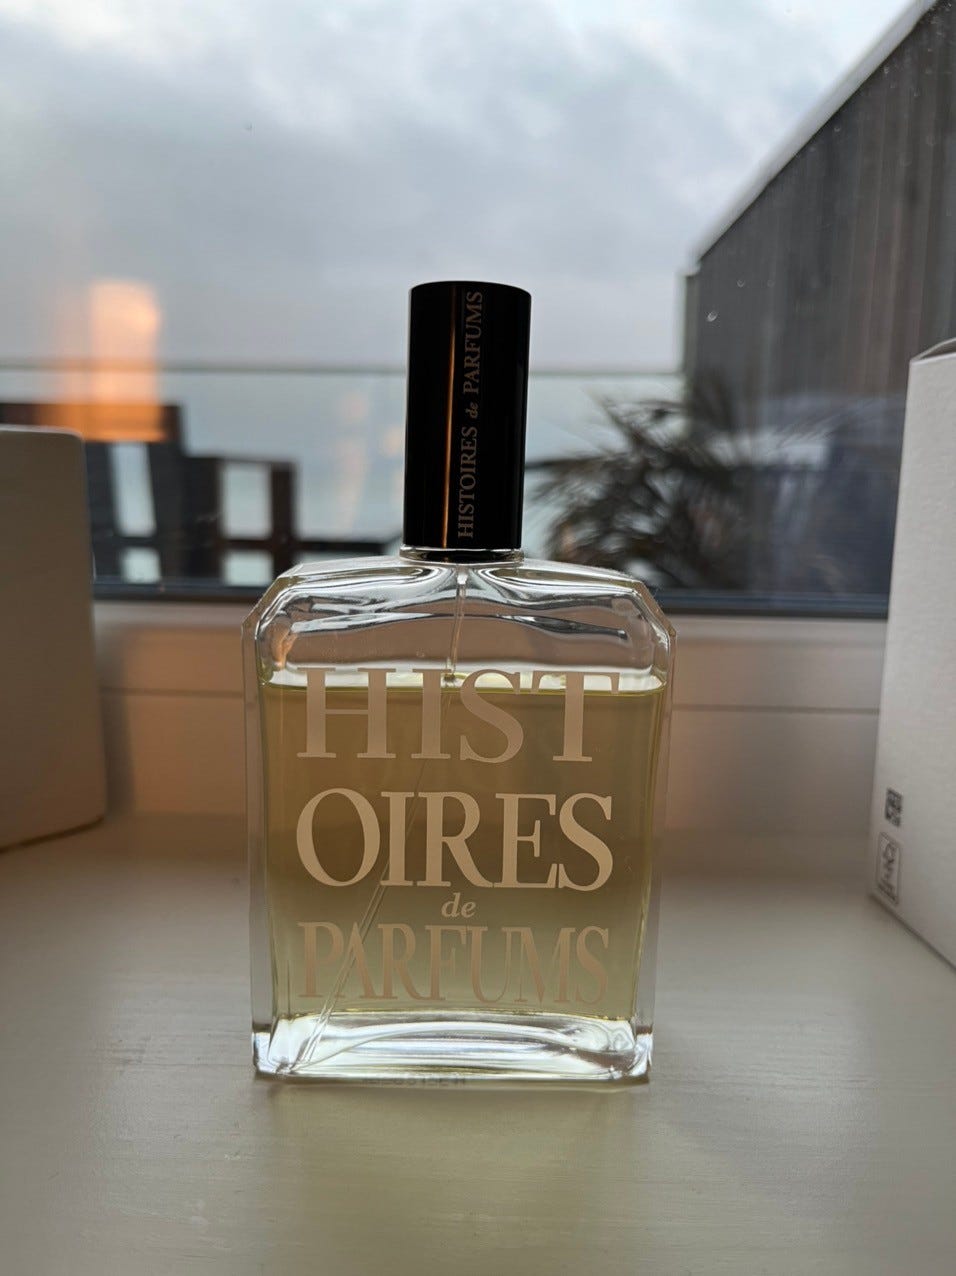 HISTOIRES de PARFUMS
HIST
OIRES
de
PARFUMS